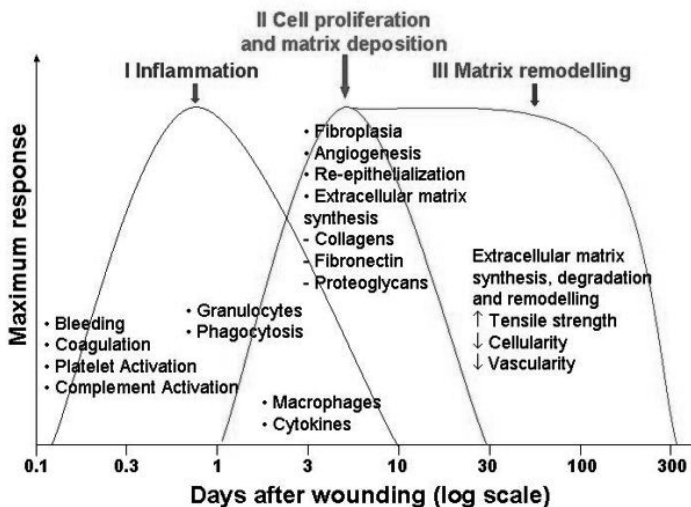 II Cell proliferation
and matrix deposition
I Inflammation
III Matrix remodelling
Maximum response
• Fibroplasia
• Angiogenesis
• Re-epithelialization
• Extracellular matrix
synthesis
- Collagens
- Fibronectin
- Proteoglycans
Extracellular matrix
synthesis, degradation
and remodelling
↑ Tensile strength
↓ Cellularity
↓ Vascularity
• Granulocytes
• Phagocytosis
• Bleeding
• Coagulation
• Platelet Activation
• Complement Activation
• Macrophages
• Cytokines
0.1 0.3 1 3 10 30 100 300
Days after wounding (log scale)